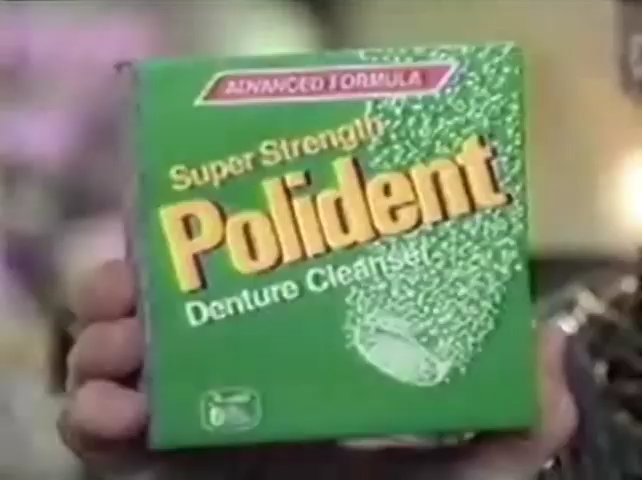 ADVANCED FORMULA
Super Strength
Polident
Denture Cleanser